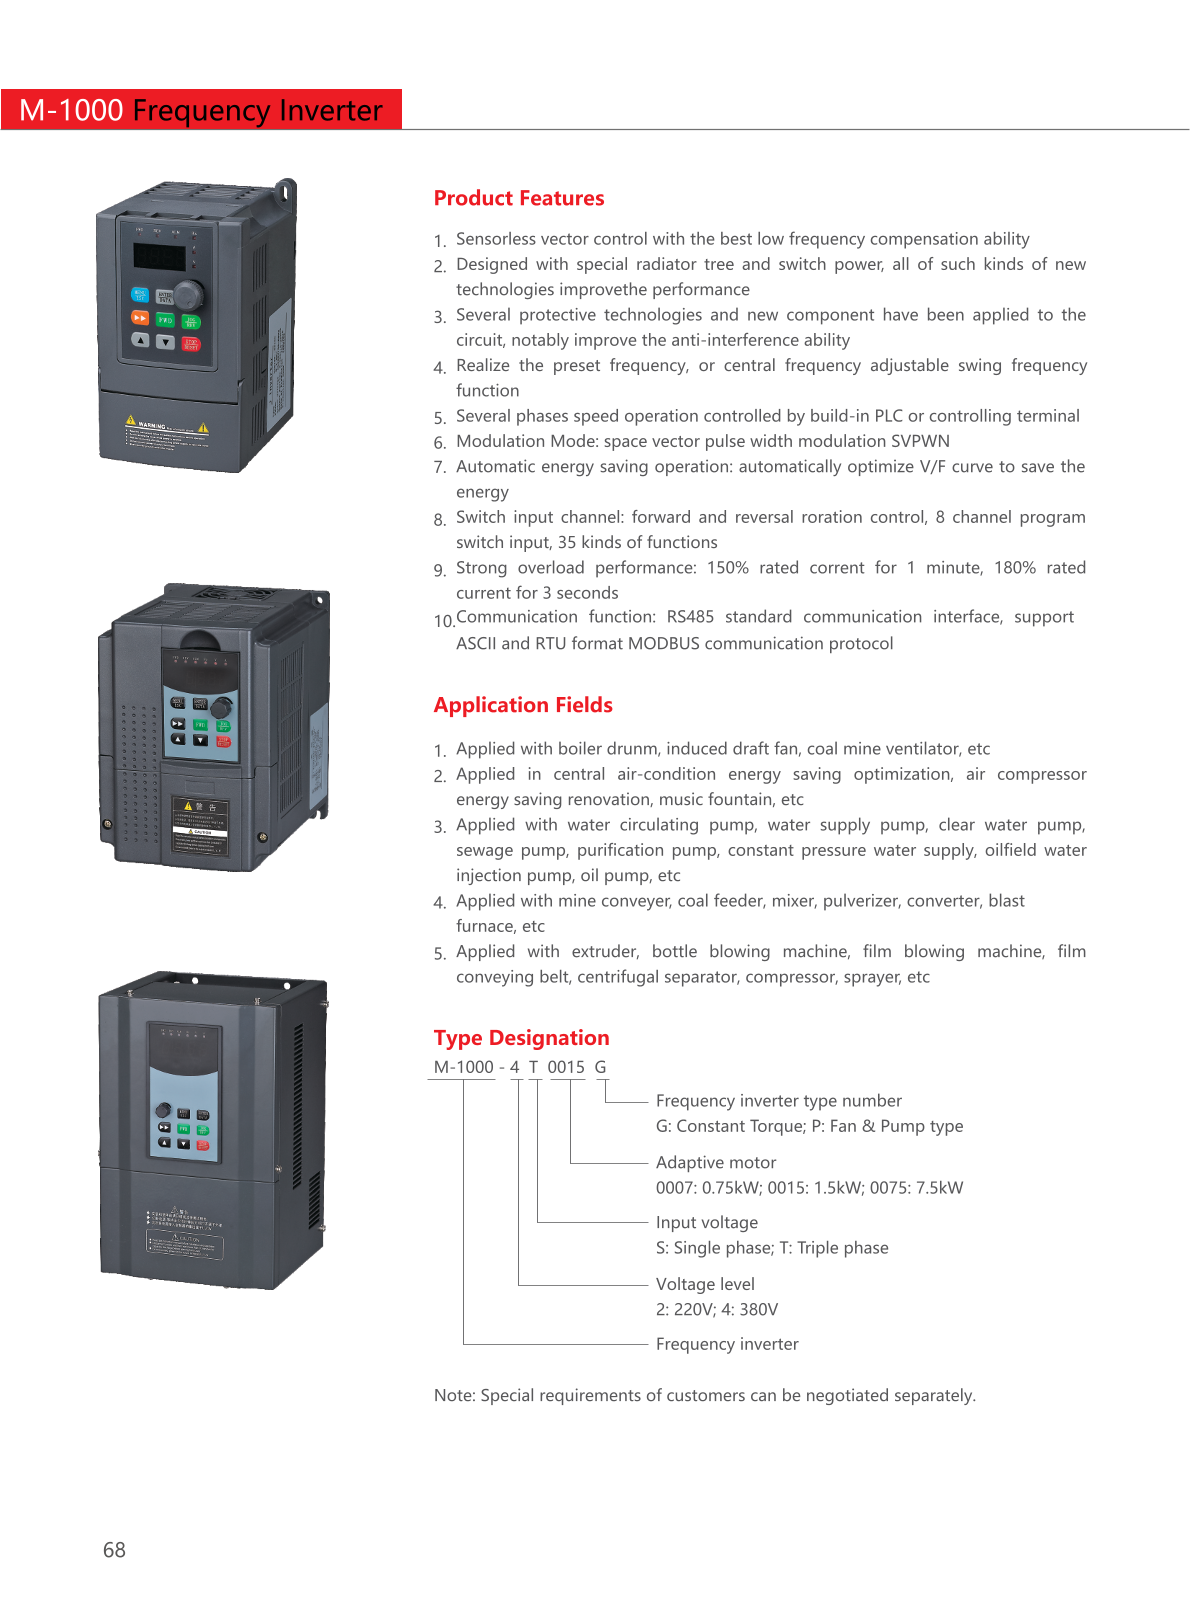 M-1000 Frequency Inverter
Product Features
1. Sensorless vector control with the best low frequency compensation ability
2. Designed with special radiator tree and switch power, all of such kinds of new
technologies improvethe performance
3. Several protective technologies and new component have been applied to the
circuit, notably improve the anti-interference ability
4. Realize the preset frequency, or central frequency adjustable swing frequency
function
5. Several phases speed operation controlled by build-in PLC or controlling terminal
6. Modulation Mode: space vector pulse width modulation SVPWN
7. Automatic energy saving operation: automatically optimize V/F curve to save the
energy
8. Switch input channel: forward and reversal roration control, 8 channel program
switch input, 35 kinds of functions
9. Strong overload performance: 150% rated corrent for 1 minute, 180% rated
current for 3 seconds
10. Communication function: RS485 standard communication interface, support
ASCII and RTU format MODBUS communication protocol
Application Fields
1. Applied with boiler drunm, induced draft fan, coal mine ventilator, etc
2. Applied in central air-condition energy saving optimization, air compressor
energy saving renovation, music fountain, etc
3. Applied with water circulating pump, water supply pump, clear water pump,
sewage pump, purification pump, constant pressure water supply, oilfield water
injection pump, oil pump, etc
4. Applied with mine conveyer, coal feeder, mixer, pulverizer, converter, blast
furnace, etc
5. Applied with extruder, bottle blowing machine, film blowing machine, film
conveying belt, centrifugal separator, compressor, sprayer, etc
Type Designation
M-1000 - 4 T 0015 G
Frequency inverter type number
G: Constant Torque; P: Fan & Pump type
Adaptive motor
0007: 0.75kW; 0015: 1.5kW; 0075: 7.5kW
Input voltage
S: Single phase; T: Triple phase
Voltage level
2: 220V; 4: 380V
Frequency inverter
Note: Special requirements of customers can be negotiated separately.
68
WARNING
FWD
警 告
CAUTION
FWD
CAUTION